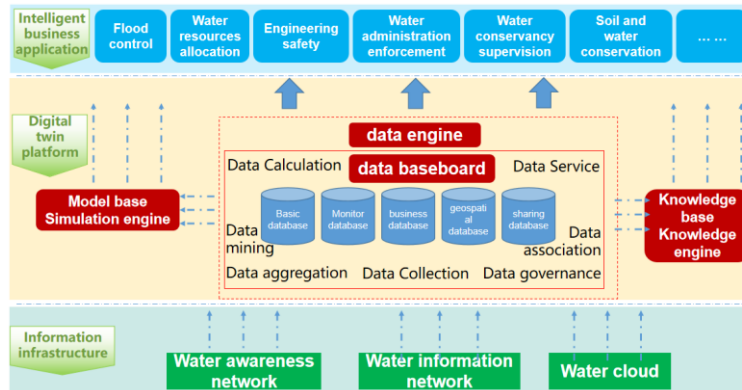 Intelligent
business
application
Flood
control
Water
resources
allocation
Engineering
safety
Water
administration
enforcement
Water
conservancy
supervision
Soil and
water
conservation
... ...
Digital
twin
platform
data engine
data baseboard
Data Calculation
Data Service
Model base
Simulation engine
Basic
database
Monitor
database
business
database
geospati
al
database
sharing
database
Knowledge
base
Knowledge
engine
Data
mining
Data
association
Data aggregation
Data Collection
Data governance
Information
infrastructure
Water awareness
network
Water information
network
Water cloud